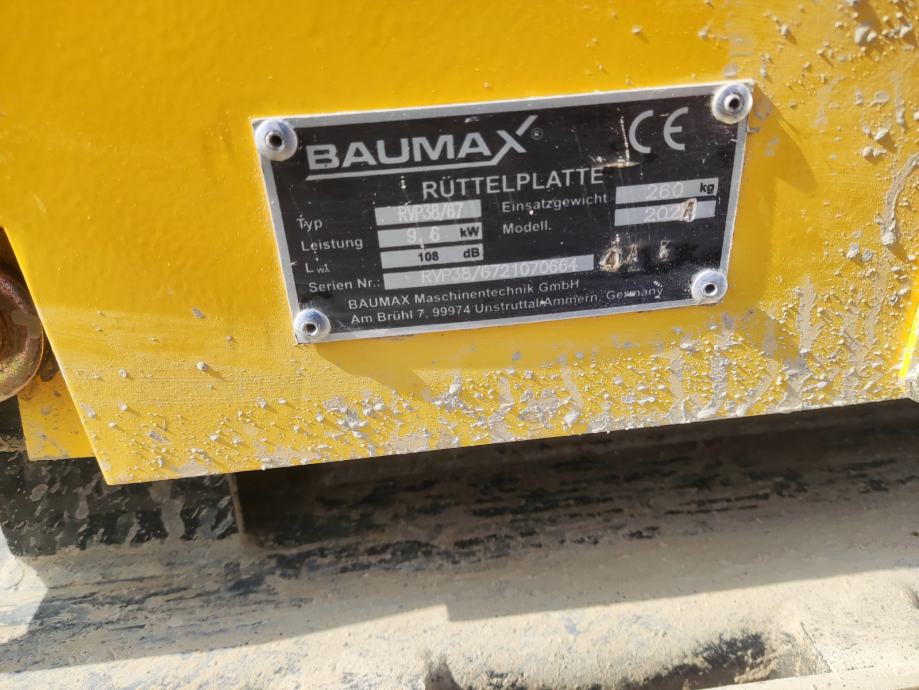 BAUMAX® CE
RÜTTELPLATTE
Typ RVP38/67 Einsatzgewicht 260 kg
Leistung 9,6 kW Modell. 2021
LWA 108 dB
Serien Nr.: RVP38/6721070664
BAUMAX Maschinentechnik GmbH
Am Brühl 7, 99974 Unstruttal-Ammern, Germany